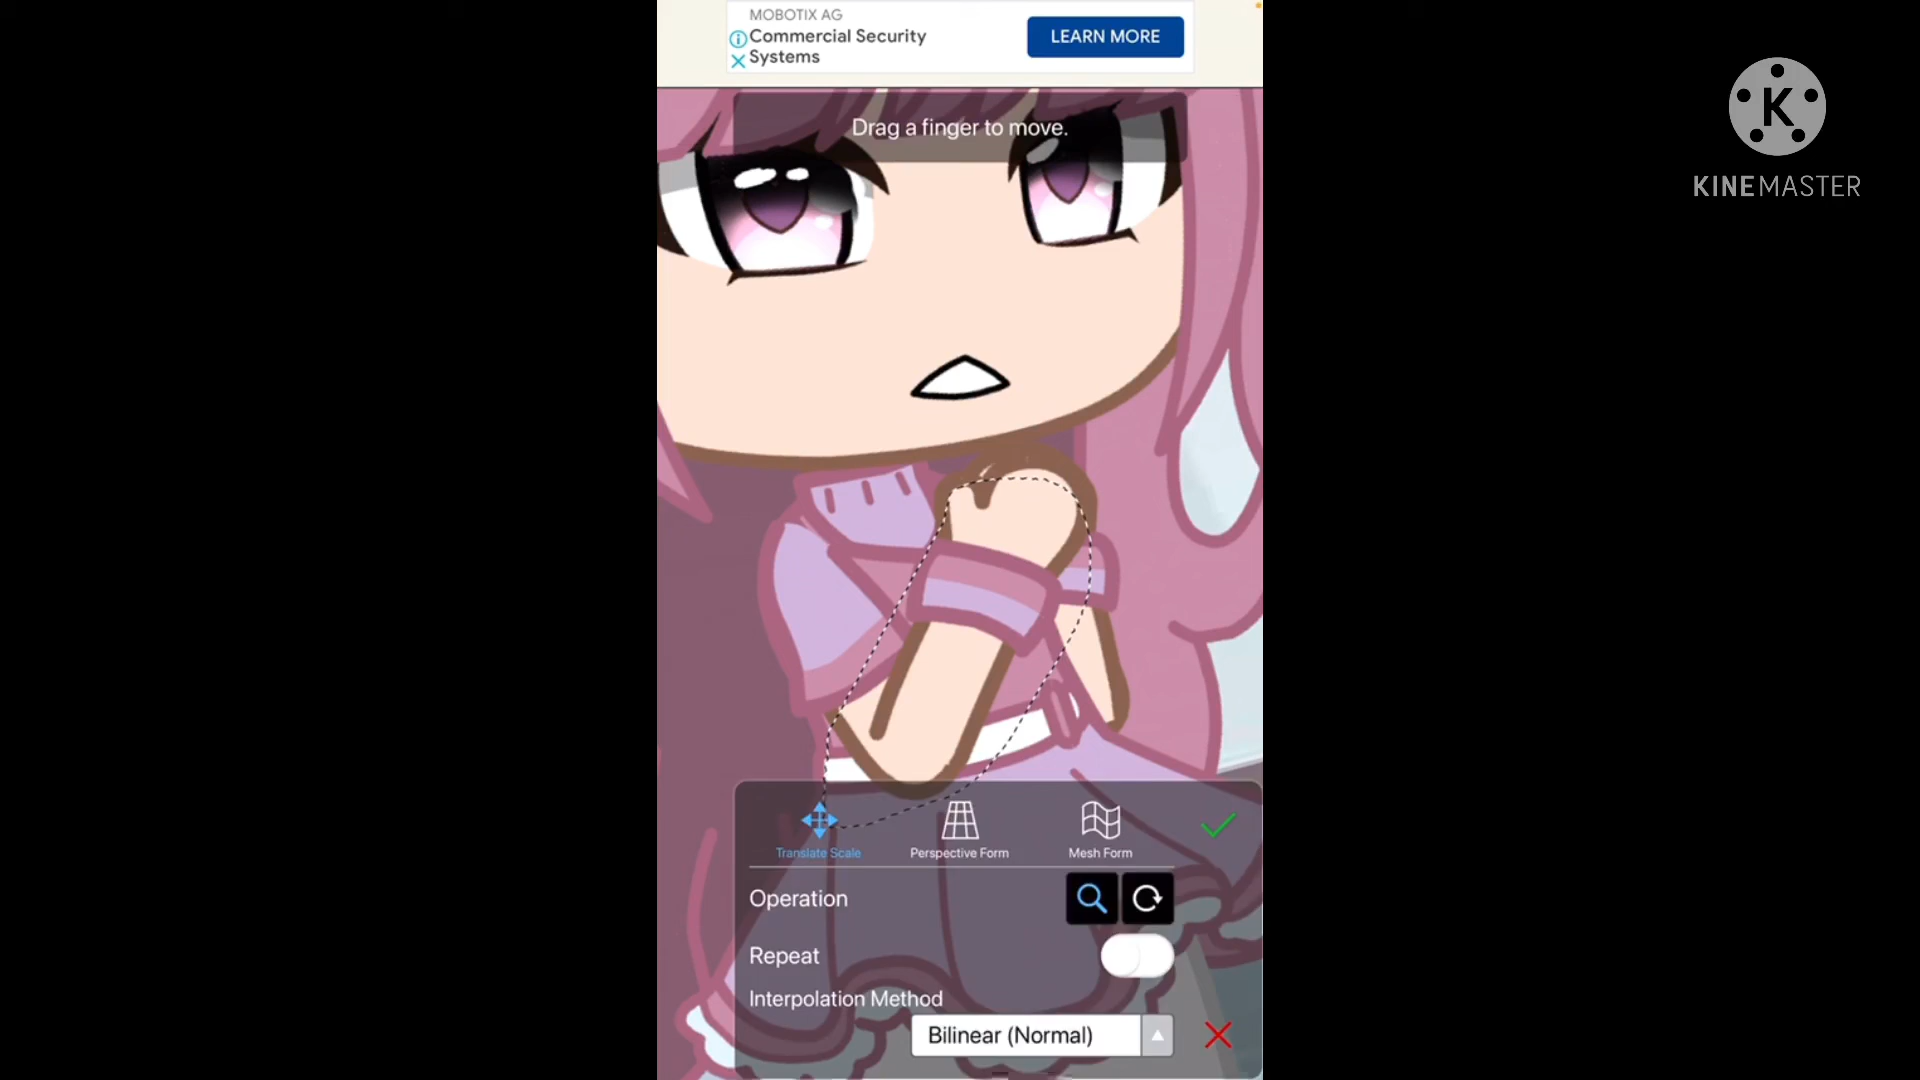 MOBOTIX AG
Commercial Security
Systems
LEARN MORE
Drag a finger to move.
K
KINEMASTER
Translate Scale
Perspective Form
Mesh Form
Operation
Repeat
Interpolation Method
Bilinear (Normal)